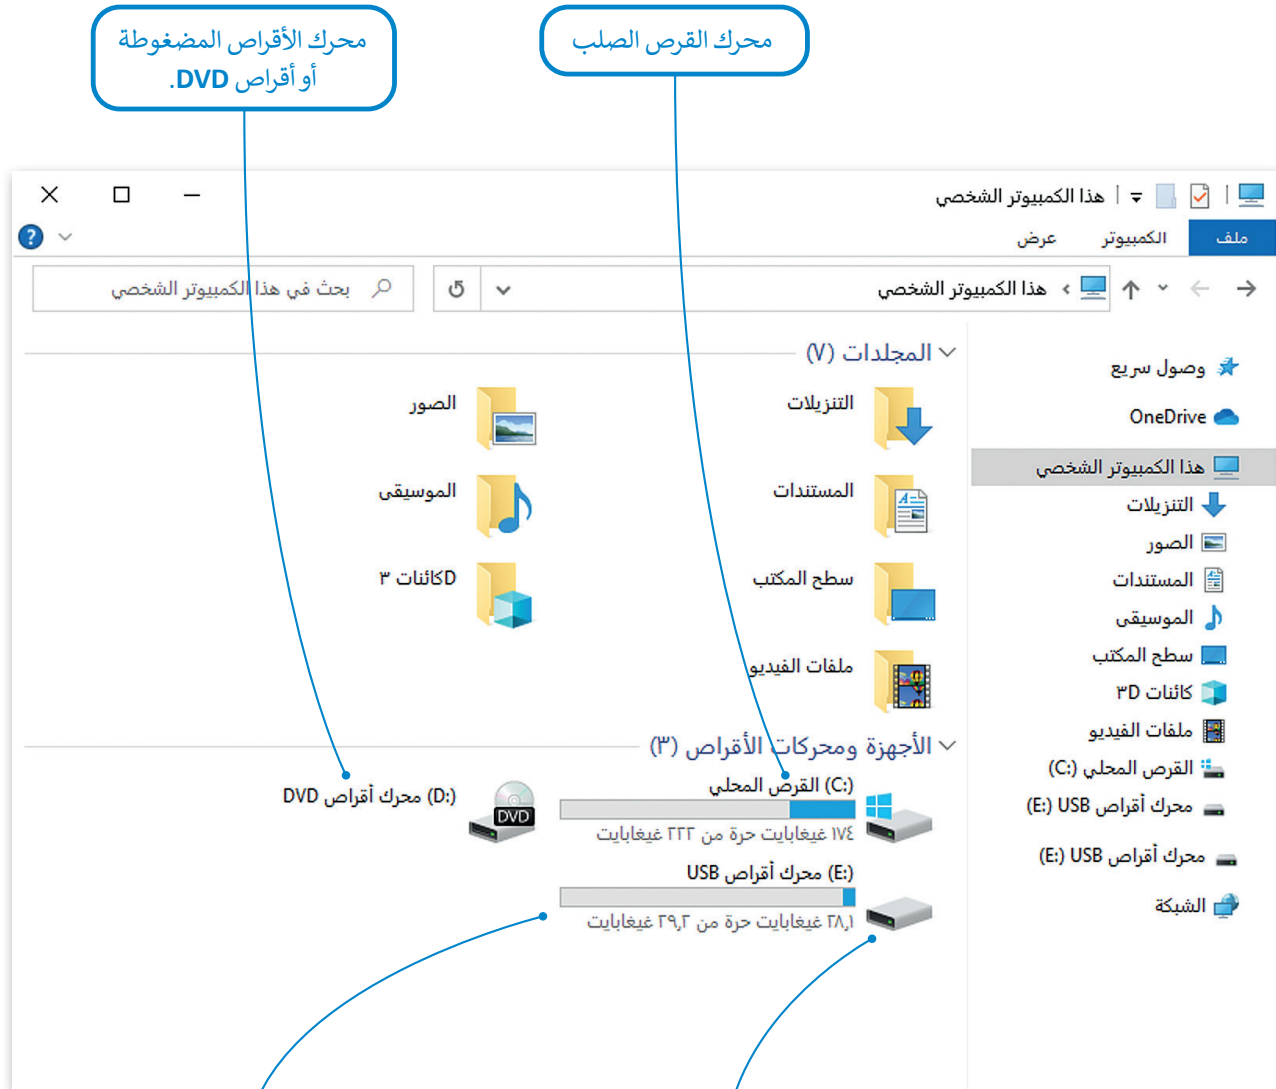 محرك القرص الصلب
محرك الأقراص المضغوطة
أو أقراص DVD.
هذا الكمبيوتر الشخصي
ملف
الكمبيوتر
عرض
هذا الكمبيوتر الشخصي
بحث في هذا الكمبيوتر الشخصي
وصول سريع
OneDrive
هذا الكمبيوتر الشخصي
التنزيلات
الصور
المستندات
الموسيقى
سطح المكتب
كائنات ٣D
ملفات الفيديو
القرص المحلي (C:)
محرك أقراص USB (E:)
محرك أقراص USB (E:)
الشبكة
المجلدات (٧)
التنزيلات
الصور
المستندات
الموسيقى
سطح المكتب
Dكائنات ٣
ملفات الفيديو
الأجهزة ومحركات الأقراص (٣)
(C:) القرص المحلي
١٧٤ غيغابايت حرة من ٢٢٢ غيغابايت
(D:) محرك أقراص DVD
DVD
(E:) محرك أقراص USB
٢٨,١ غيغابايت حرة من ٢٩,٢ غيغابايت